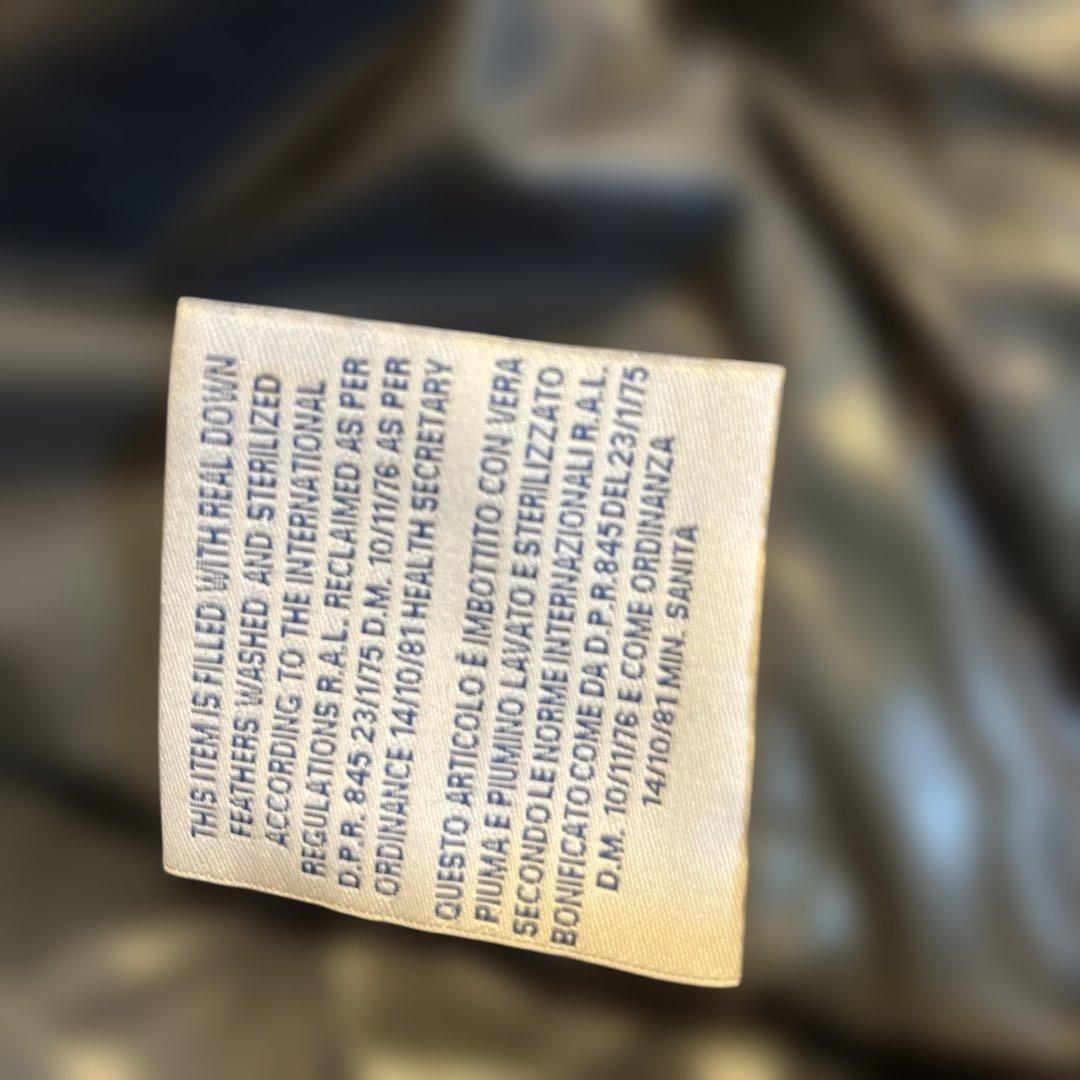 THIS ITEM IS FILLED WITH REAL DOWN
FEATHERS WASHED AND STERILIZED
ACCORDING TO THE INTERNATIONAL
REGULATIONS R.A.L. RECLAIMED AS PER
D.P.R. 845 23/1/75 D.M. 10/11/76 AS PER
ORDINANCE 14/10/81 HEALTH SECRETARY
QUESTO ARTICOLO È IMBOTTITO CON VERA
PIUMA E PIUMINO LAVATO E STERILIZZATO
SECONDO LE NORME INTERNAZIONALI R.A.L.
BONIFICATO COME DA D.P.R. 845 DEL 23/1/75
D.M. 10/11/76 E COME ORDINANZA
14/10/81 MIN. SANITA